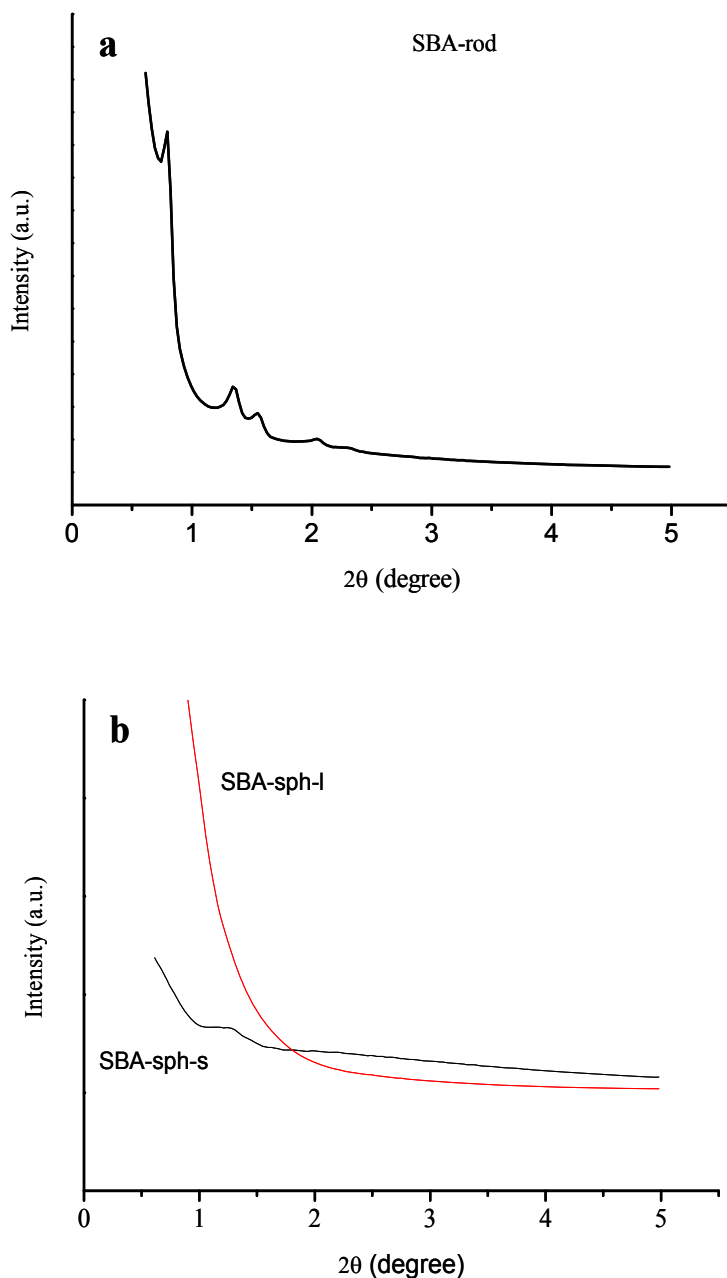 a
SBA-rod
Intensity (a.u.)
0 1 2 3 4 5
2θ (degree)
b
SBA-sph-l
Intensity (a.u.)
SBA-sph-s
0 1 2 3 4 5
2θ (degree)